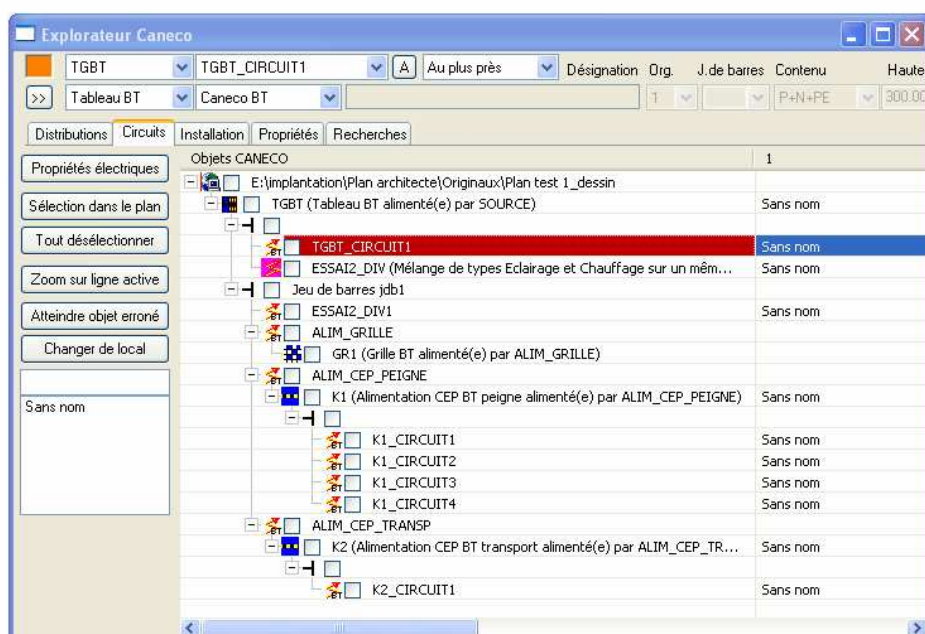 Explorateur Caneco
TGBT TGBT_CIRCUIT1 A Au plus près Désignation Org. J.de barres Contenu Haute
>> Tableau BT Caneco BT 1 P+N+PE 300.00
Distributions Circuits Installation Propriétés Recherches
Propriétés électriques
Sélection dans le plan
Tout désélectionner
Zoom sur ligne active
Atteindre objet erroné
Changer de local
Sans nom
Objets CANECO 1
E:\implantation\Plan architecte\Originaux\Plan test 1_dessin
TGBT (Tableau BT alimenté(e) par SOURCE) Sans nom
TGBT_CIRCUIT1 Sans nom
ESSAI2_DIV (Mélange de types Eclairage et Chauffage sur un mêm... Sans nom
Jeu de barres jdb1
ESSAI2_DIV1 Sans nom
ALIM_GRILLE
GR1 (Grille BT alimenté(e) par ALIM_GRILLE)
ALIM_CEP_PEIGNE
K1 (Alimentation CEP BT peigne alimenté(e) par ALIM_CEP_PEIGNE) Sans nom
K1_CIRCUIT1 Sans nom
K1_CIRCUIT2 Sans nom
K1_CIRCUIT3 Sans nom
K1_CIRCUIT4 Sans nom
ALIM_CEP_TRANSP
K2 (Alimentation CEP BT transport alimenté(e) par ALIM_CEP_TR... Sans nom
K2_CIRCUIT1 Sans nom